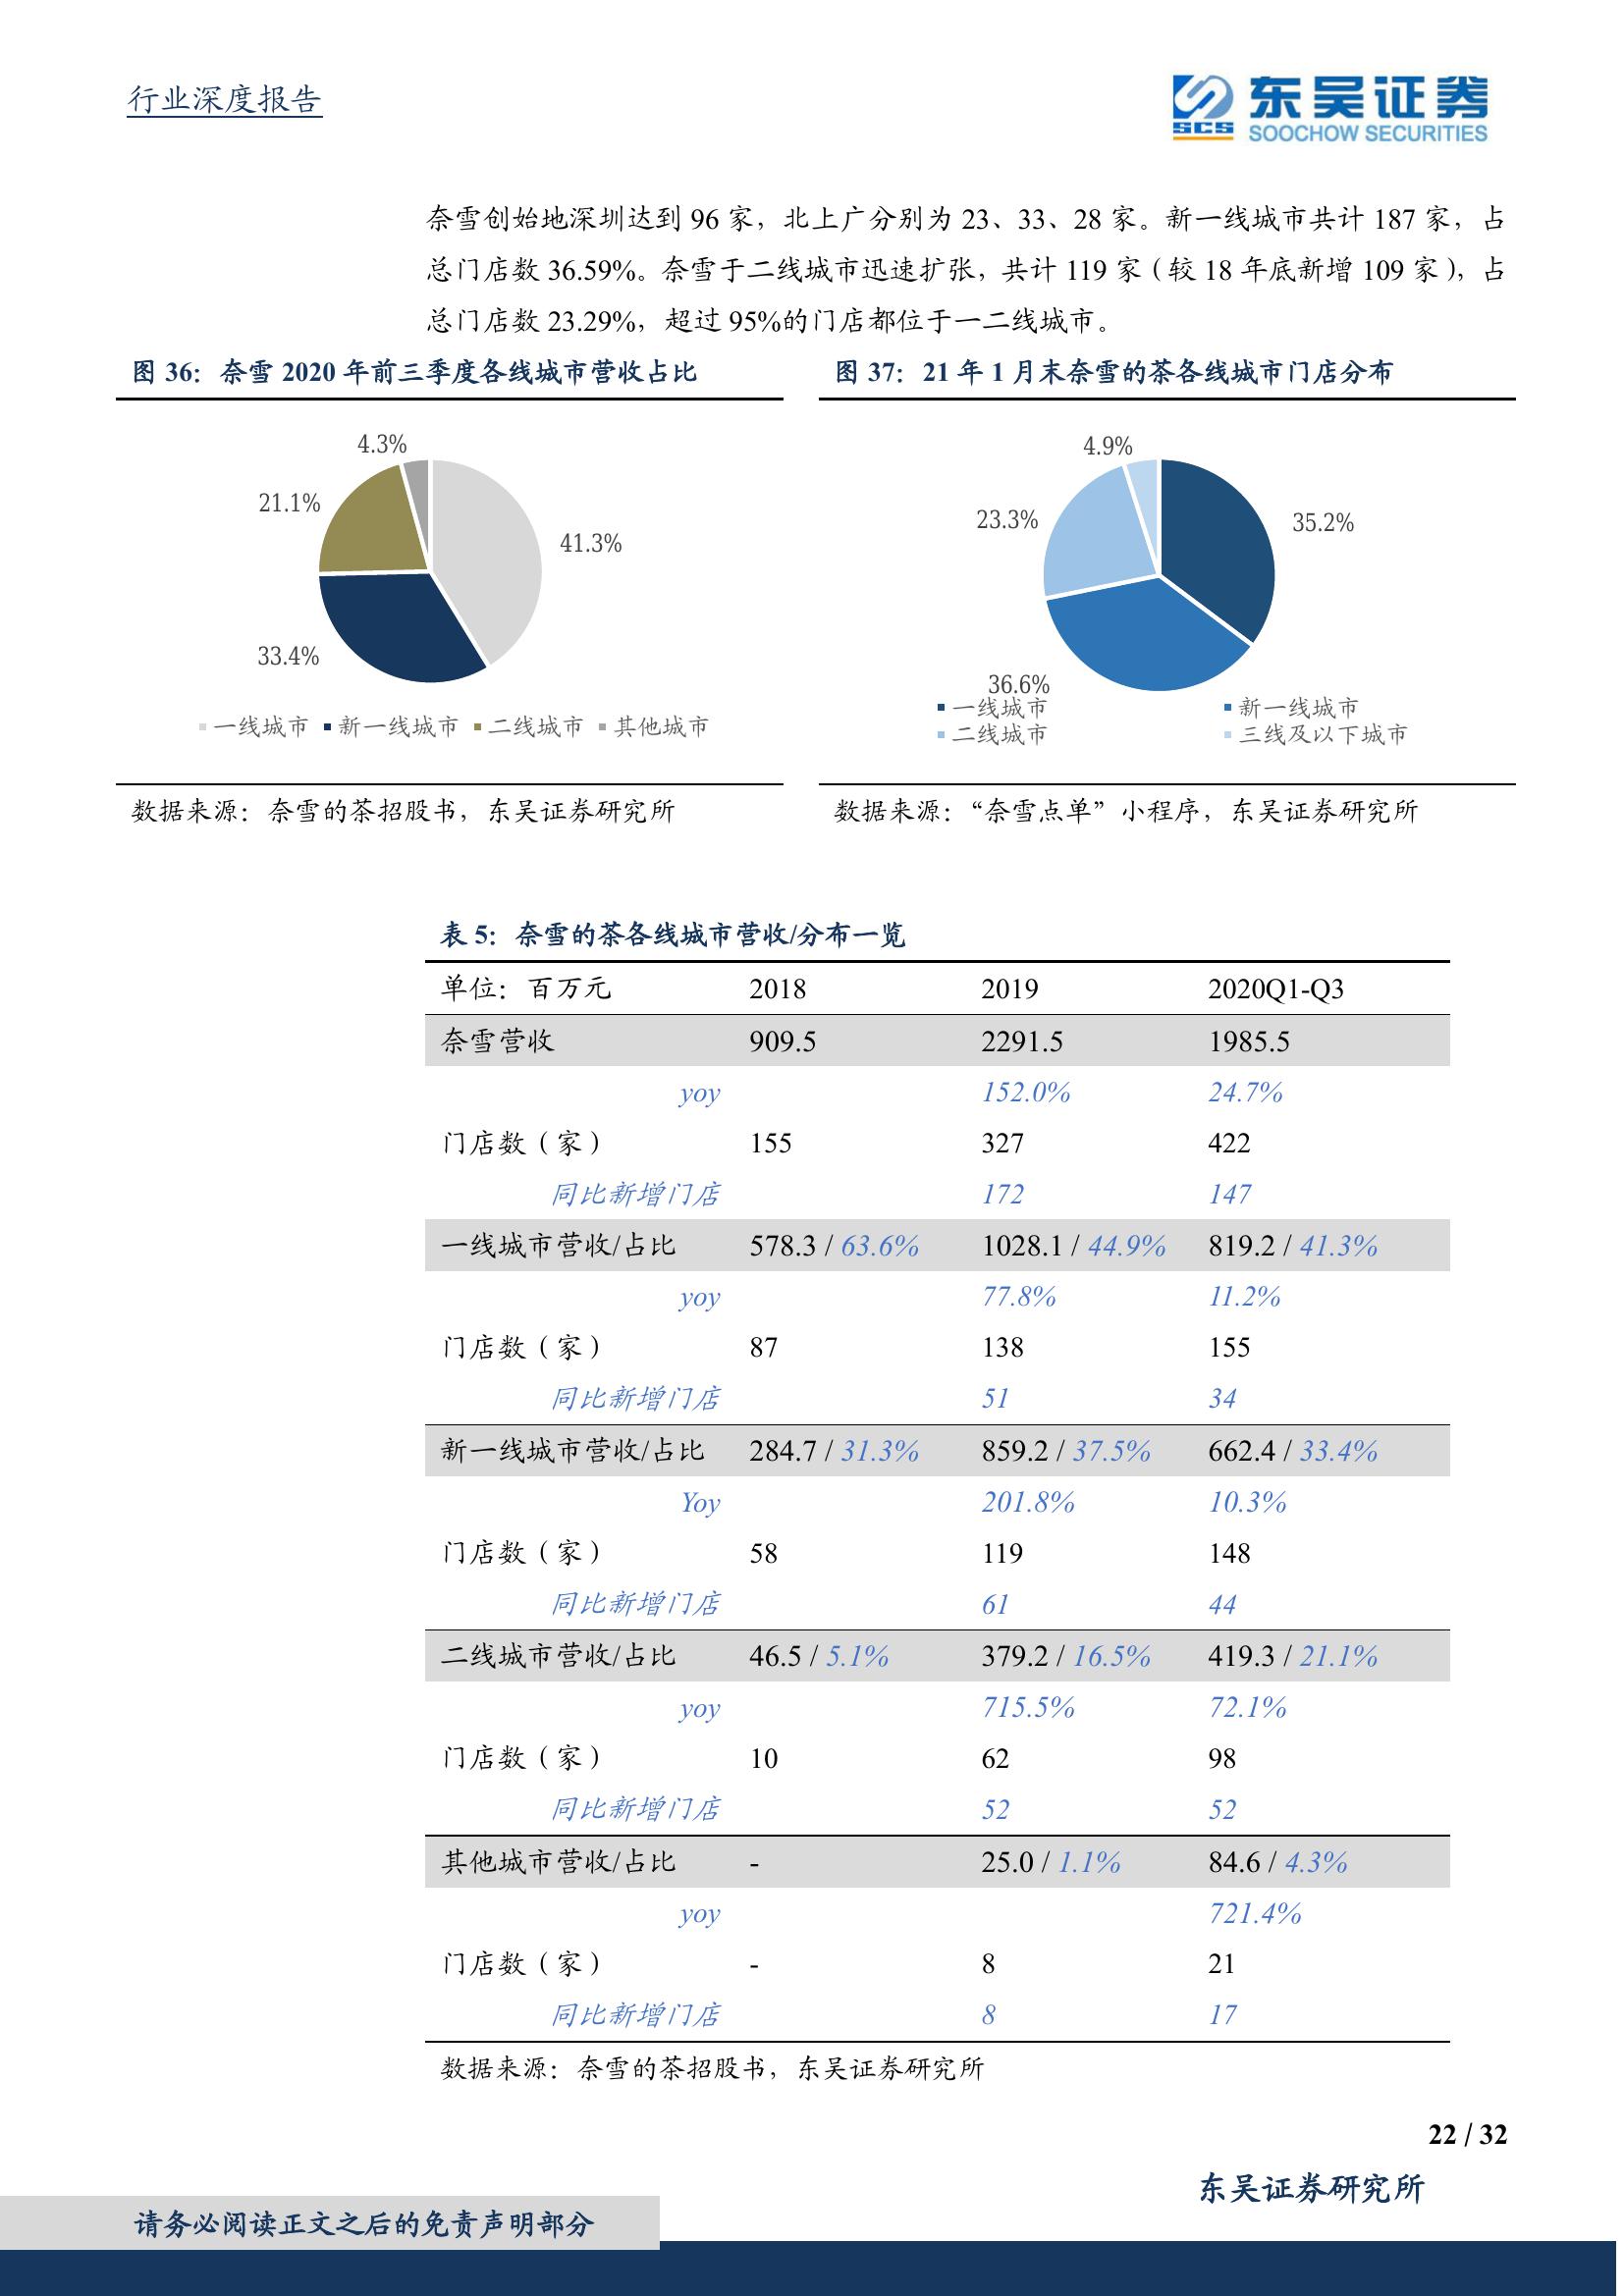 行业深度报告
SCS
东吴证券
SOOCHOW SECURITIES
奈雪创始地深圳达到 96 家，北上广分别为 23、33、28 家。新一线城市共计 187 家，占
总门店数 36.59%。奈雪于二线城市迅速扩张，共计 119 家（较 18 年底新增 109 家），占
总门店数 23.29%，超过 95%的门店都位于一二线城市。
图 36：奈雪 2020 年前三季度各线城市营收占比
4.3%
21.1%
41.3%
33.4%
一线城市 新一线城市 二线城市 其他城市
数据来源：奈雪的茶招股书，东吴证券研究所
图 37：21 年 1 月末奈雪的茶各线城市门店分布
4.9%
23.3%
35.2%
36.6%
一线城市 新一线城市
二线城市 三线及以下城市
数据来源：“奈雪点单”小程序，东吴证券研究所
表 5：奈雪的茶各线城市营收/分布一览
单位：百万元 2018 2019 2020Q1-Q3
奈雪营收 909.5 2291.5 1985.5
yoy 152.0% 24.7%
门店数（家） 155 327 422
同比新增门店 172 147
一线城市营收/占比 578.3 / 63.6% 1028.1 / 44.9% 819.2 / 41.3%
yoy 77.8% 11.2%
门店数（家） 87 138 155
同比新增门店 51 34
新一线城市营收/占比 284.7 / 31.3% 859.2 / 37.5% 662.4 / 33.4%
Yoy 201.8% 10.3%
门店数（家） 58 119 148
同比新增门店 61 44
二线城市营收/占比 46.5 / 5.1% 379.2 / 16.5% 419.3 / 21.1%
yoy 715.5% 72.1%
门店数（家） 10 62 98
同比新增门店 52 52
其他城市营收/占比 - 25.0 / 1.1% 84.6 / 4.3%
yoy 721.4%
门店数（家） - 8 21
同比新增门店 8 17
数据来源：奈雪的茶招股书，东吴证券研究所
22 / 32
东吴证券研究所
请务必阅读正文之后的免责声明部分